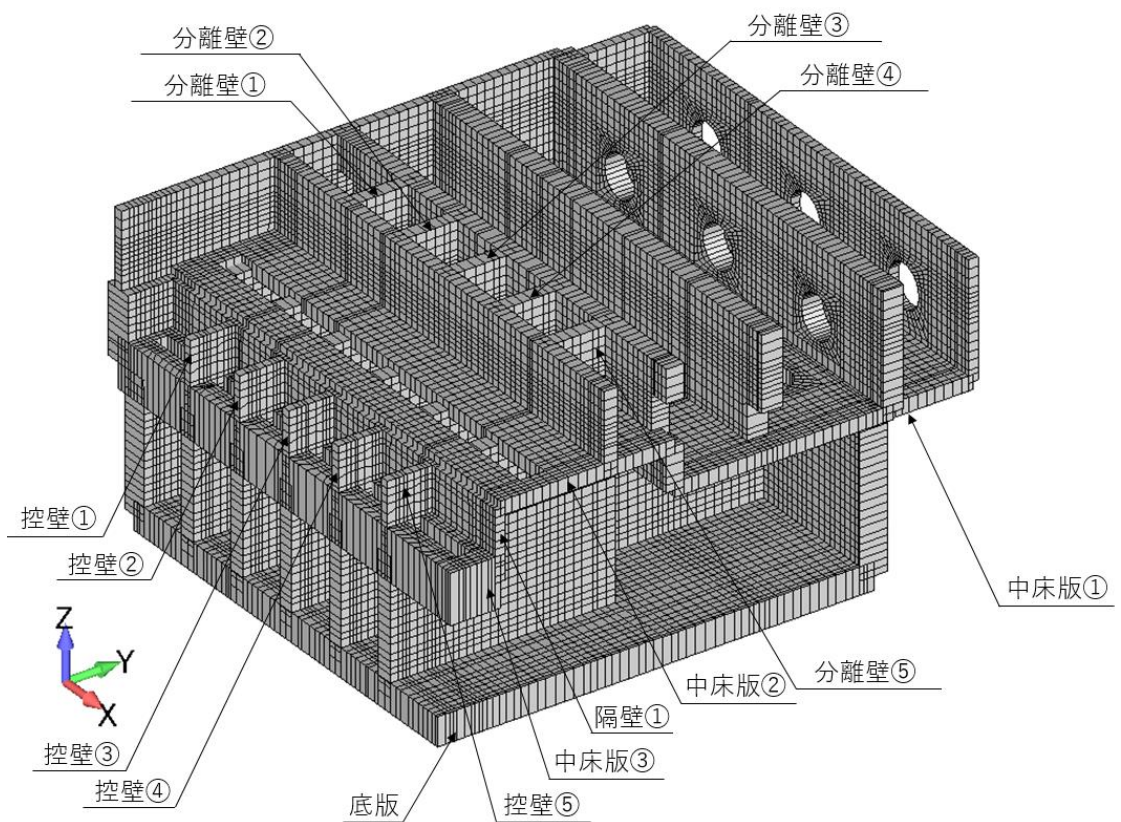 分離壁②
分離壁③
分離壁①
分離壁④
控壁①
控壁②
中床版①
Z
Y
X
分離壁⑤
中床版②
隔壁①
控壁③
中床版③
控壁④
底版
控壁⑤